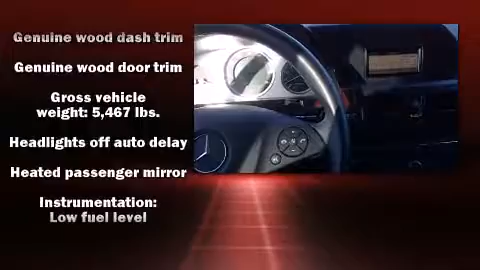 Genuine wood dash trim
Genuine wood door trim
Gross vehicle
weight: 5,467 lbs.
Headlights off auto delay
Heated passenger mirror
Instrumentation:
Low fuel level